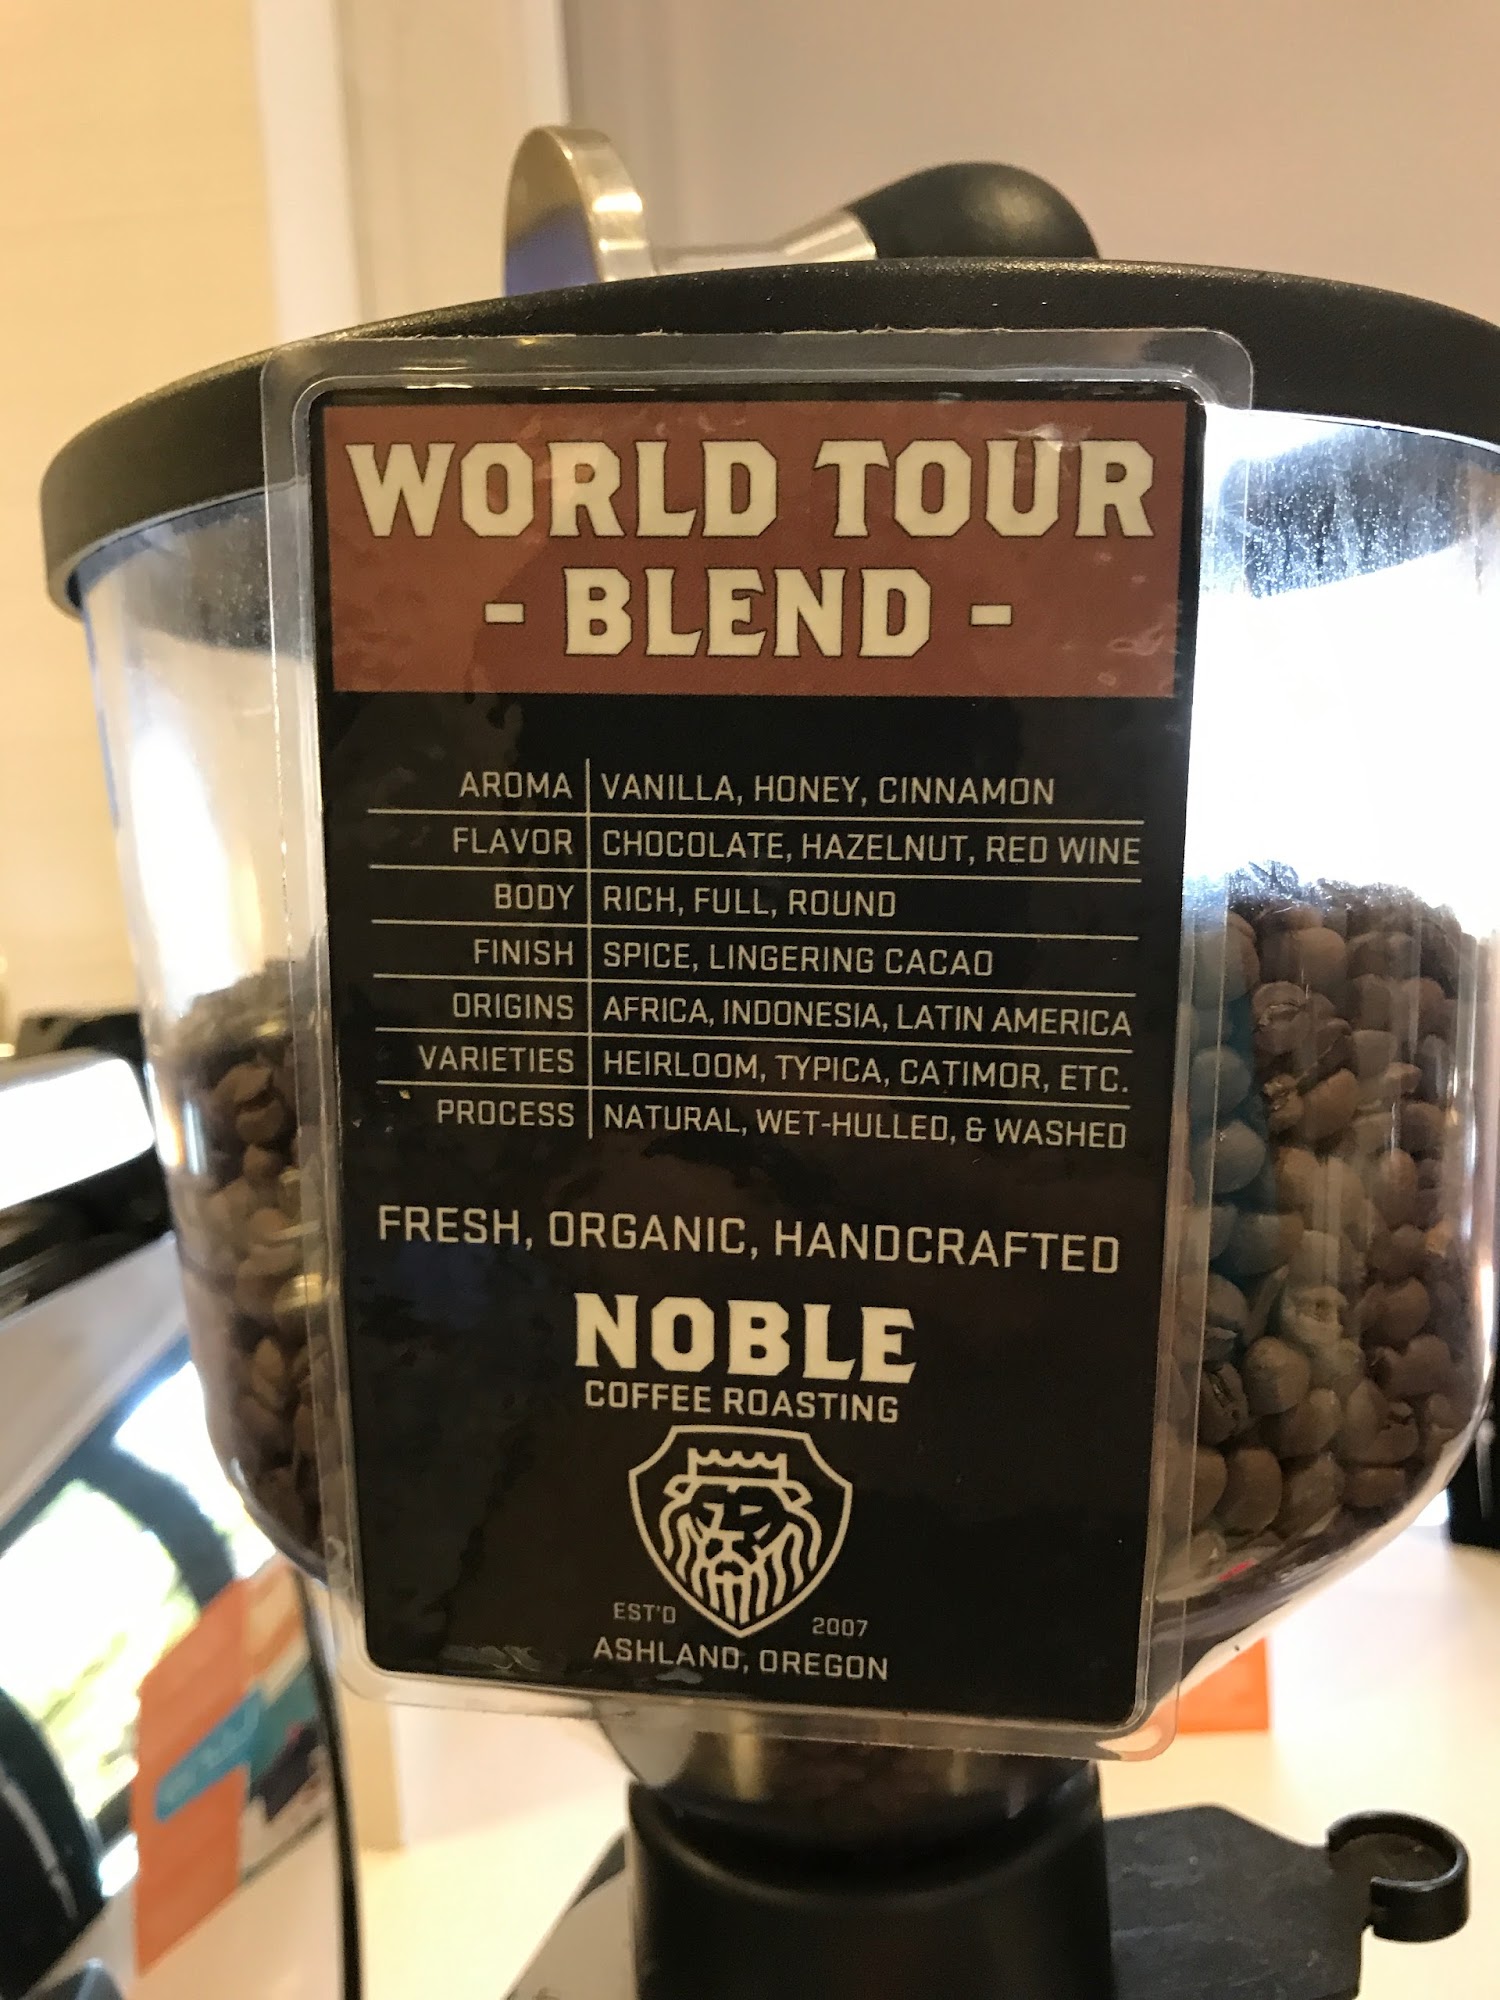 WORLD TOUR
- BLEND -
AROMA VANILLA, HONEY, CINNAMON
FLAVOR CHOCOLATE, HAZELNUT, RED WINE
BODY RICH, FULL, ROUND
FINISH SPICE, LINGERING CACAO
ORIGINS AFRICA, INDONESIA, LATIN AMERICA
VARIETIES HEIRLOOM, TYPICA, CATIMOR, ETC.
PROCESS NATURAL, WET-HULLED, & WASHED
FRESH, ORGANIC, HANDCRAFTED
NOBLE
COFFEE ROASTING
EST'D 2007
ASHLAND, OREGON